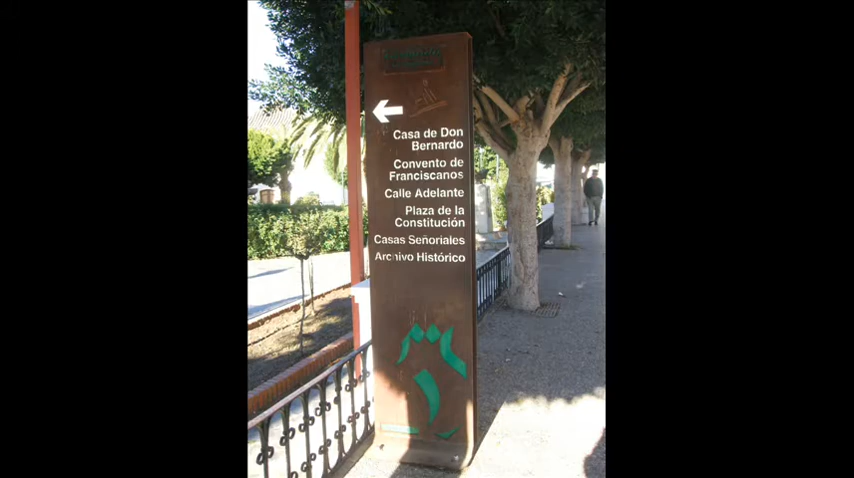 Casa de Don
Bernardo
Convento de
Franciscanos
Calle Adelante
Plaza de la
Constitución
Casas Señoriales
Archivo Histórico